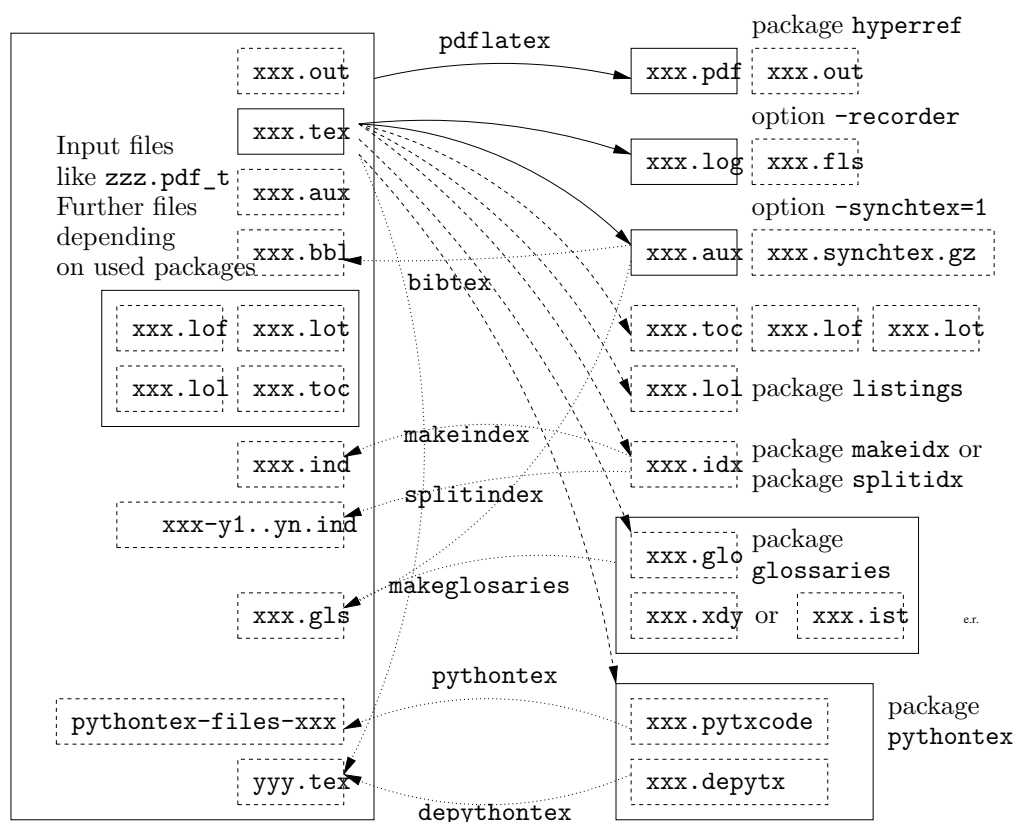 package hyperref
pdflatex
xxx.out
xxx.pdf
xxx.out
option -recorder
xxx.tex
Input files
like zzz.pdf_t
Further files
depending
on used packages
xxx.log
xxx.fls
xxx.aux
option -synchtex=1
xxx.bbl
xxx.aux
xxx.synchtex.gz
bibtex
xxx.lof
xxx.lot
xxx.toc
xxx.lof
xxx.lot
xxx.lol
xxx.toc
xxx.lol
package listings
makeindex
xxx.ind
xxx.idx
package makeidx or
package splitidx
splitindex
xxx-y1..yn.ind
xxx.glo
package
glossaries
makeglosaries
xxx.gls
xxx.xdy or
xxx.ist
e.r.
pythontex
pythontex-files-xxx
xxx.pytxcode
package
pythontex
yyy.tex
xxx.depytx
depythontex